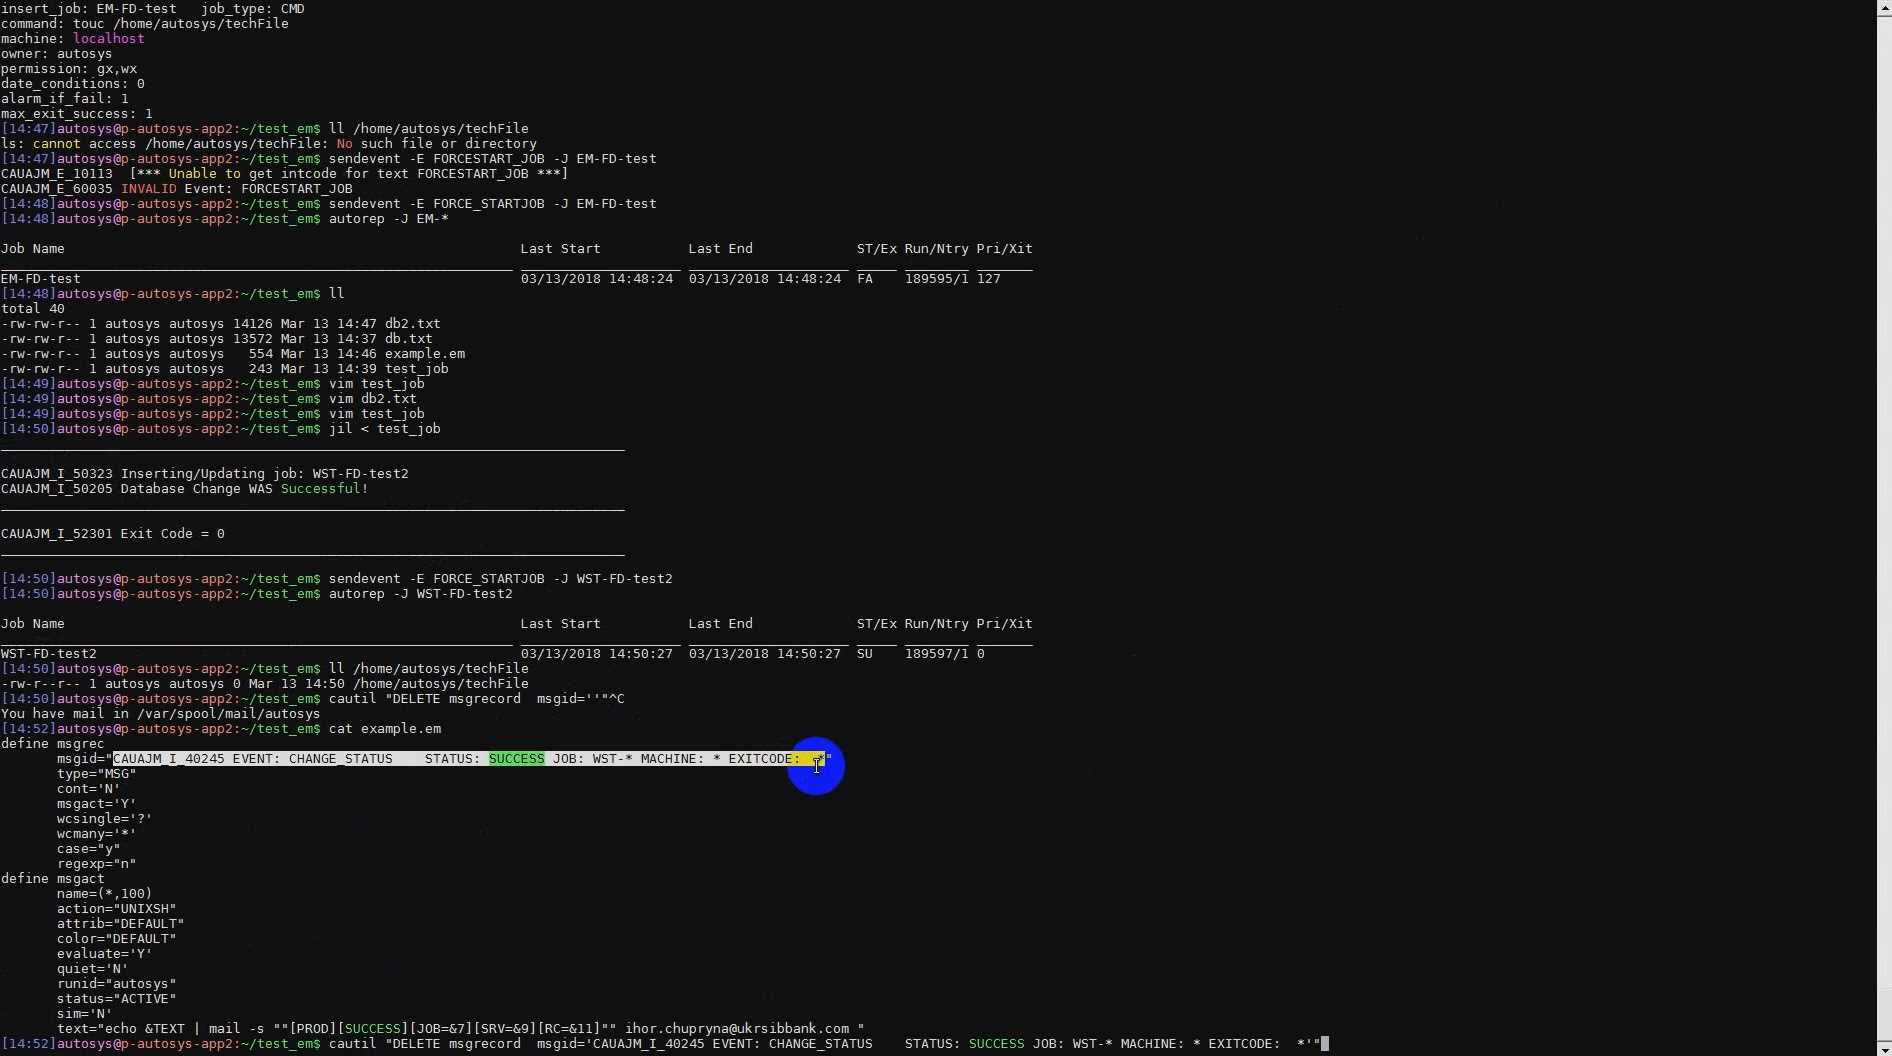 insert_job: EM-FD-test   job_type: CMD
command: touc /home/autosys/techFile
machine: localhost
owner: autosys
permission: gx,wx
date_conditions: 0
alarm_if_fail: 1
max_exit_success: 1
[14:47]autosys@p-autosys-app2:~/test_em$ ll /home/autosys/techFile
ls: cannot access /home/autosys/techFile: No such file or directory
[14:47]autosys@p-autosys-app2:~/test_em$ sendevent -E FORCESTART_JOB -J EM-FD-test
CAUAJM_E_10113  [*** Unable to get intcode for text FORCESTART_JOB ***]
CAUAJM_E_60035 INVALID Event: FORCESTART_JOB
[14:48]autosys@p-autosys-app2:~/test_em$ sendevent -E FORCE_STARTJOB -J EM-FD-test
[14:48]autosys@p-autosys-app2:~/test_em$ autorep -J EM-*
Job Name   Last Start   Last End   ST/Ex Run/Ntry Pri/Xit
EM-FD-test   03/13/2018 14:48:24  03/13/2018 14:48:24  FA    189595/1 127
[14:48]autosys@p-autosys-app2:~/test_em$ ll
total 40
-rw-rw-r-- 1 autosys autosys 14126 Mar 13 14:47 db2.txt
-rw-rw-r-- 1 autosys autosys 13572 Mar 13 14:37 db.txt
-rw-rw-r-- 1 autosys autosys   554 Mar 13 14:46 example.em
-rw-rw-r-- 1 autosys autosys   243 Mar 13 14:39 test_job
[14:49]autosys@p-autosys-app2:~/test_em$ vim test_job
[14:49]autosys@p-autosys-app2:~/test_em$ vim db2.txt
[14:49]autosys@p-autosys-app2:~/test_em$ vim test_job
[14:50]autosys@p-autosys-app2:~/test_em$ jil < test_job
CAUAJM_I_50323 Inserting/Updating job: WST-FD-test2
CAUAJM_I_50205 Database Change WAS Successful!
CAUAJM_I_52301 Exit Code = 0
[14:50]autosys@p-autosys-app2:~/test_em$ sendevent -E FORCE_STARTJOB -J WST-FD-test2
[14:50]autosys@p-autosys-app2:~/test_em$ autorep -J WST-FD-test2
Job Name   Last Start   Last End   ST/Ex Run/Ntry Pri/Xit
WST-FD-test2   03/13/2018 14:50:27  03/13/2018 14:50:27  SU    189597/1 0
[14:50]autosys@p-autosys-app2:~/test_em$ ll /home/autosys/techFile
-rw-r--r-- 1 autosys autosys 0 Mar 13 14:50 /home/autosys/techFile
[14:50]autosys@p-autosys-app2:~/test_em$ cautil "DELETE msgrecord  msgid=''"^C
You have mail in /var/spool/mail/autosys
[14:52]autosys@p-autosys-app2:~/test_em$ cat example.em
define msgrec
       msgid="CAUAJM_I_40245 EVENT: CHANGE_STATUS    STATUS: SUCCESS JOB: WST-* MACHINE: * EXITCODE:  *"
       type="MSG"
       cont='N'
       msgact='Y'
       wcsingle='?'
       wcmany='*'
       case="y"
       regexp="n"
define msgact
       name=(*,100)
       action="UNIXSH"
       attrib="DEFAULT"
       color="DEFAULT"
       evaluate='Y'
       quiet='N'
       runid="autosys"
       status="ACTIVE"
       sim='N'
       text="echo &TEXT | mail -s ""[PROD][SUCCESS][JOB=&7][SRV=&9][RC=&11]"" ihor.chupryna@ukrsibbank.com "
[14:52]autosys@p-autosys-app2:~/test_em$ cautil "DELETE msgrecord  msgid='CAUAJM_I_40245 EVENT: CHANGE_STATUS    STATUS: SUCCESS JOB: WST-* MACHINE: * EXITCODE:  *'"